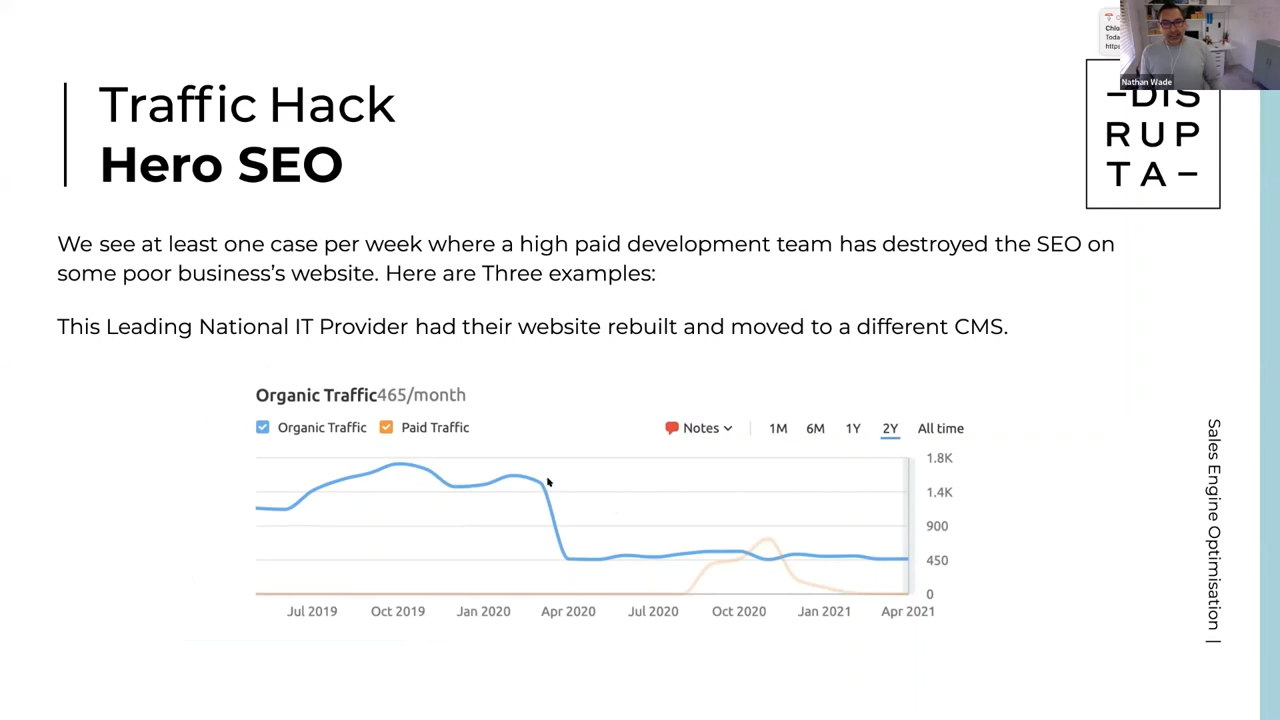 Traffic Hack
Hero SEO
Chlo
Toda
https
Nathan Wade
–DIS
RUP
TA–
We see at least one case per week where a high paid development team has destroyed the SEO on
some poor business's website. Here are Three examples:
This Leading National IT Provider had their website rebuilt and moved to a different CMS.
Organic Traffic465/month
Organic Traffic
Paid Traffic
Notes
1M
6M
1Y
2Y
All time
1.8K
1.4K
900
450
0
Jul 2019
Oct 2019
Jan 2020
Apr 2020
Jul 2020
Oct 2020
Jan 2021
Apr 2021
Sales Engine Optimisation |